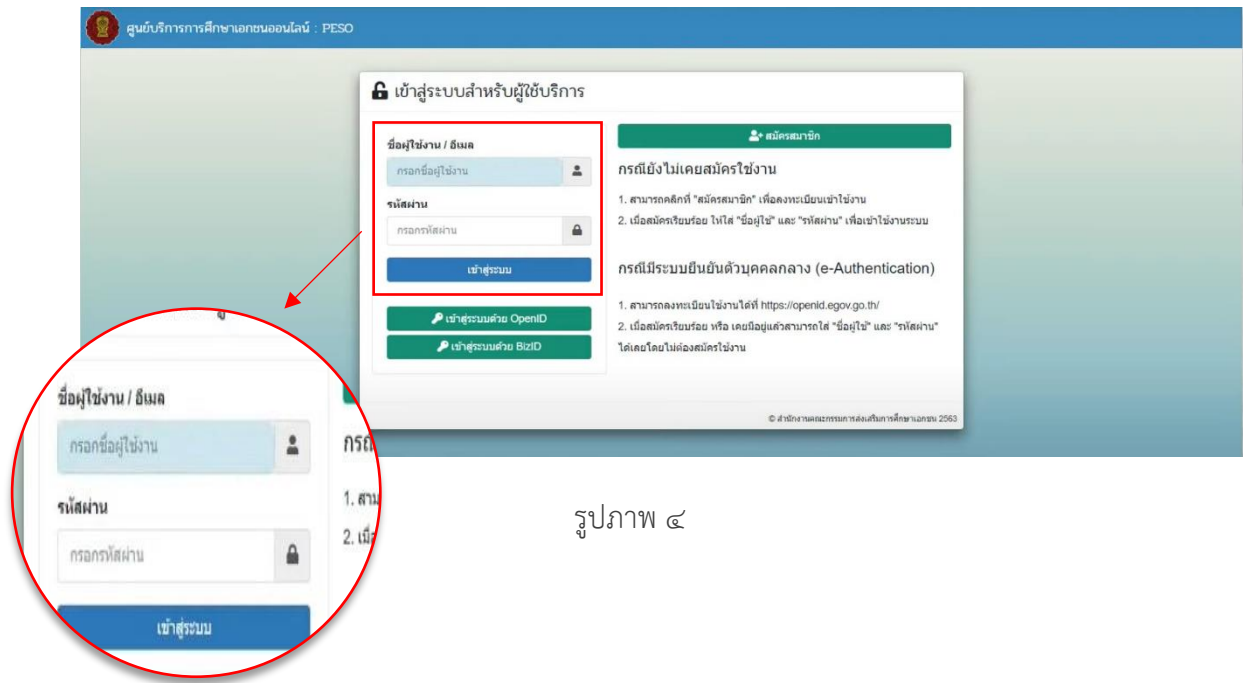 ศูนย์บริการการศึกษาเอกชนออนไลน์ : PESO
เข้าสู่ระบบสำหรับผู้ใช้บริการ
ชื่อผู้ใช้งาน / อีเมล
กรอกชื่อผู้ใช้งาน
รหัสผ่าน
กรอกรหัสผ่าน
เข้าสู่ระบบ
เข้าสู่ระบบด้วย OpenID
เข้าสู่ระบบด้วย BizID
สมัครสมาชิก
กรณียังไม่เคยสมัครใช้งาน
1. สามารถคลิกที่ "สมัครสมาชิก" เพื่อลงทะเบียนเข้าใช้งาน
2. เมื่อสมัครเรียบร้อย ให้ใส่ "ชื่อผู้ใช้" และ "รหัสผ่าน" เพื่อเข้าใช้งานระบบ
กรณีมีระบบยืนยันตัวบุคคลกลาง (e-Authentication)
1. สามารถลงทะเบียนใช้งานได้ที่ https://openid.egov.go.th/
2. เมื่อสมัครเรียบร้อย หรือ เคยมีอยู่แล้วสามารถใส่ "ชื่อผู้ใช้" และ "รหัสผ่าน"
ได้เลยโดยไม่ต้องสมัครใช้งาน
© สำนักงานคณะกรรมการส่งเสริมการศึกษาเอกชน 2563
ชื่อผู้ใช้งาน / อีเมล
กรอกชื่อผู้ใช้งาน
รหัสผ่าน
กรอกรหัสผ่าน
เข้าสู่ระบบ
กรณี
1. สาม
2. เมื่
รูปภาพ ๔